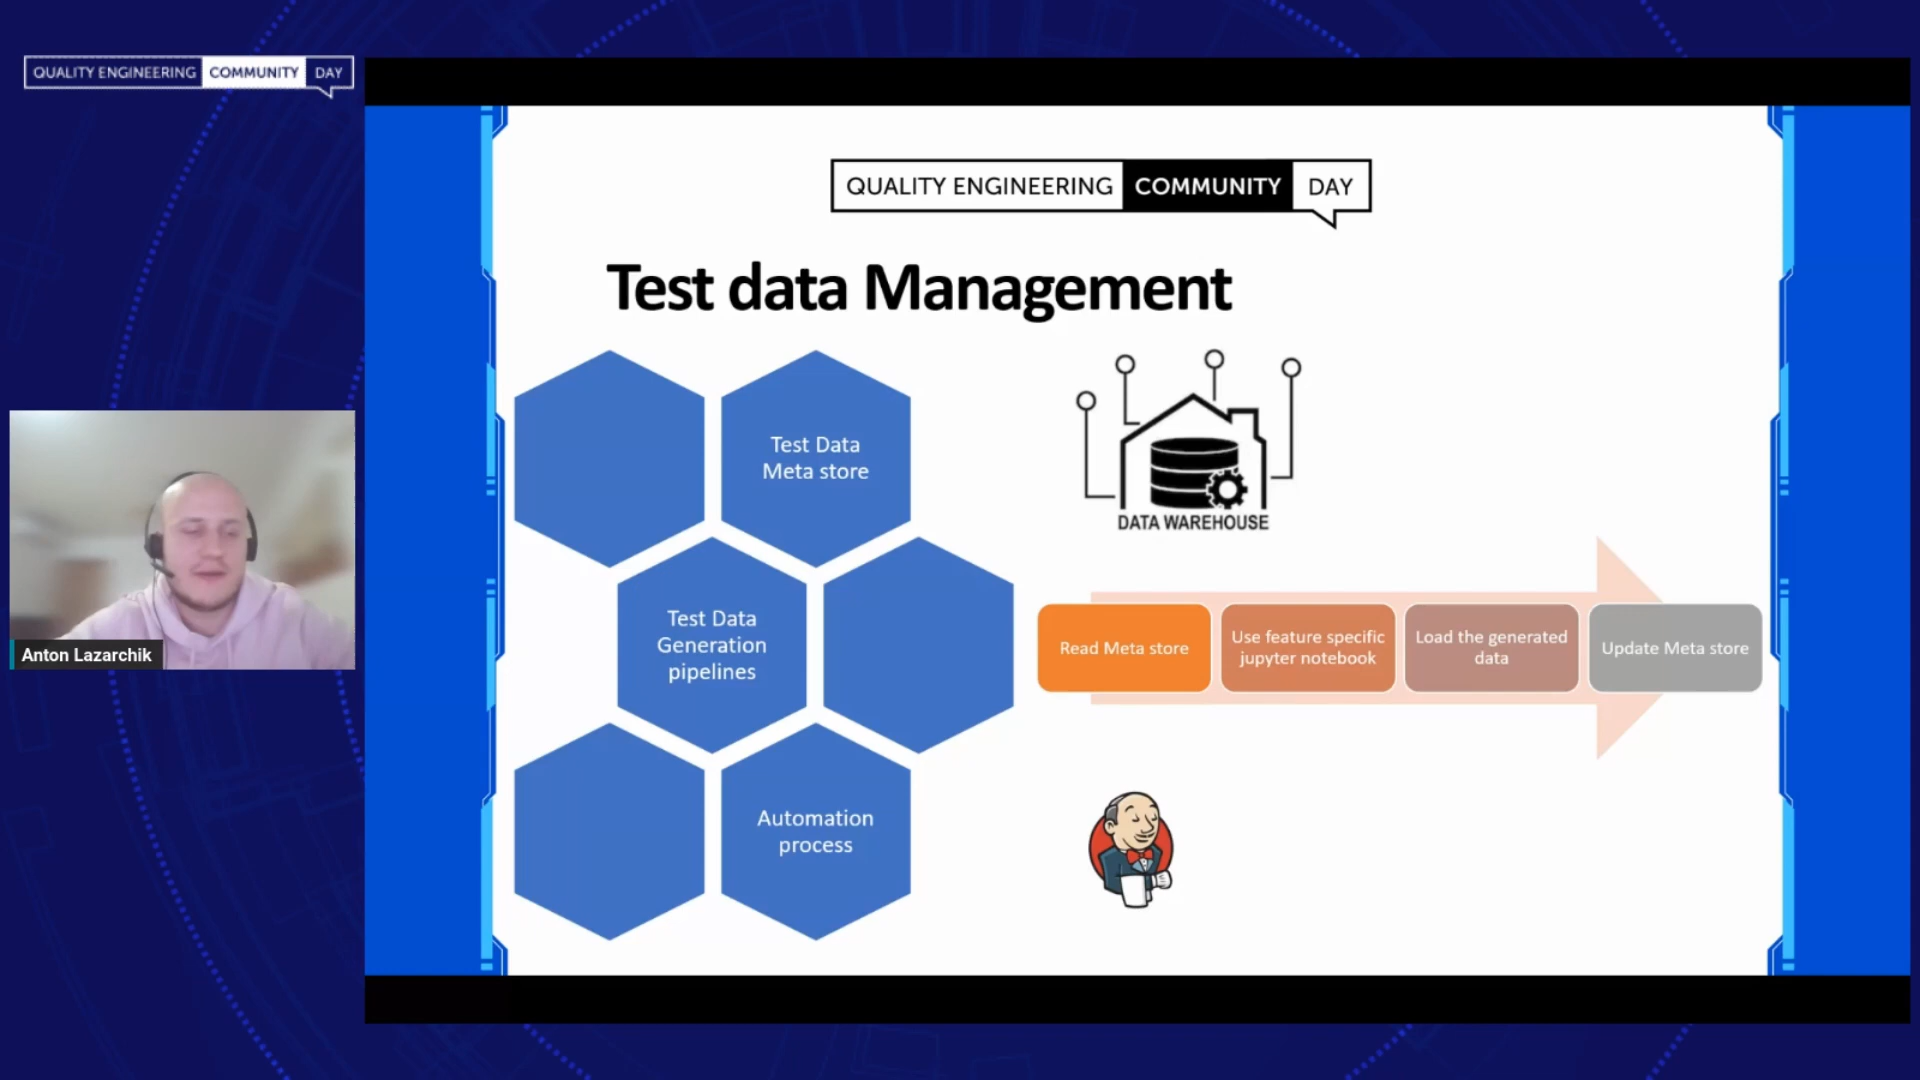 QUALITY ENGINEERING COMMUNITY DAY
QUALITY ENGINEERING COMMUNITY DAY
Test data Management
Test Data
Meta store
DATA WAREHOUSE
Test Data
Generation
pipelines
Read Meta store
Use feature specific
jupyter notebook
Load the generated
data
Update Meta store
Anton Lazarchik
Automation
process